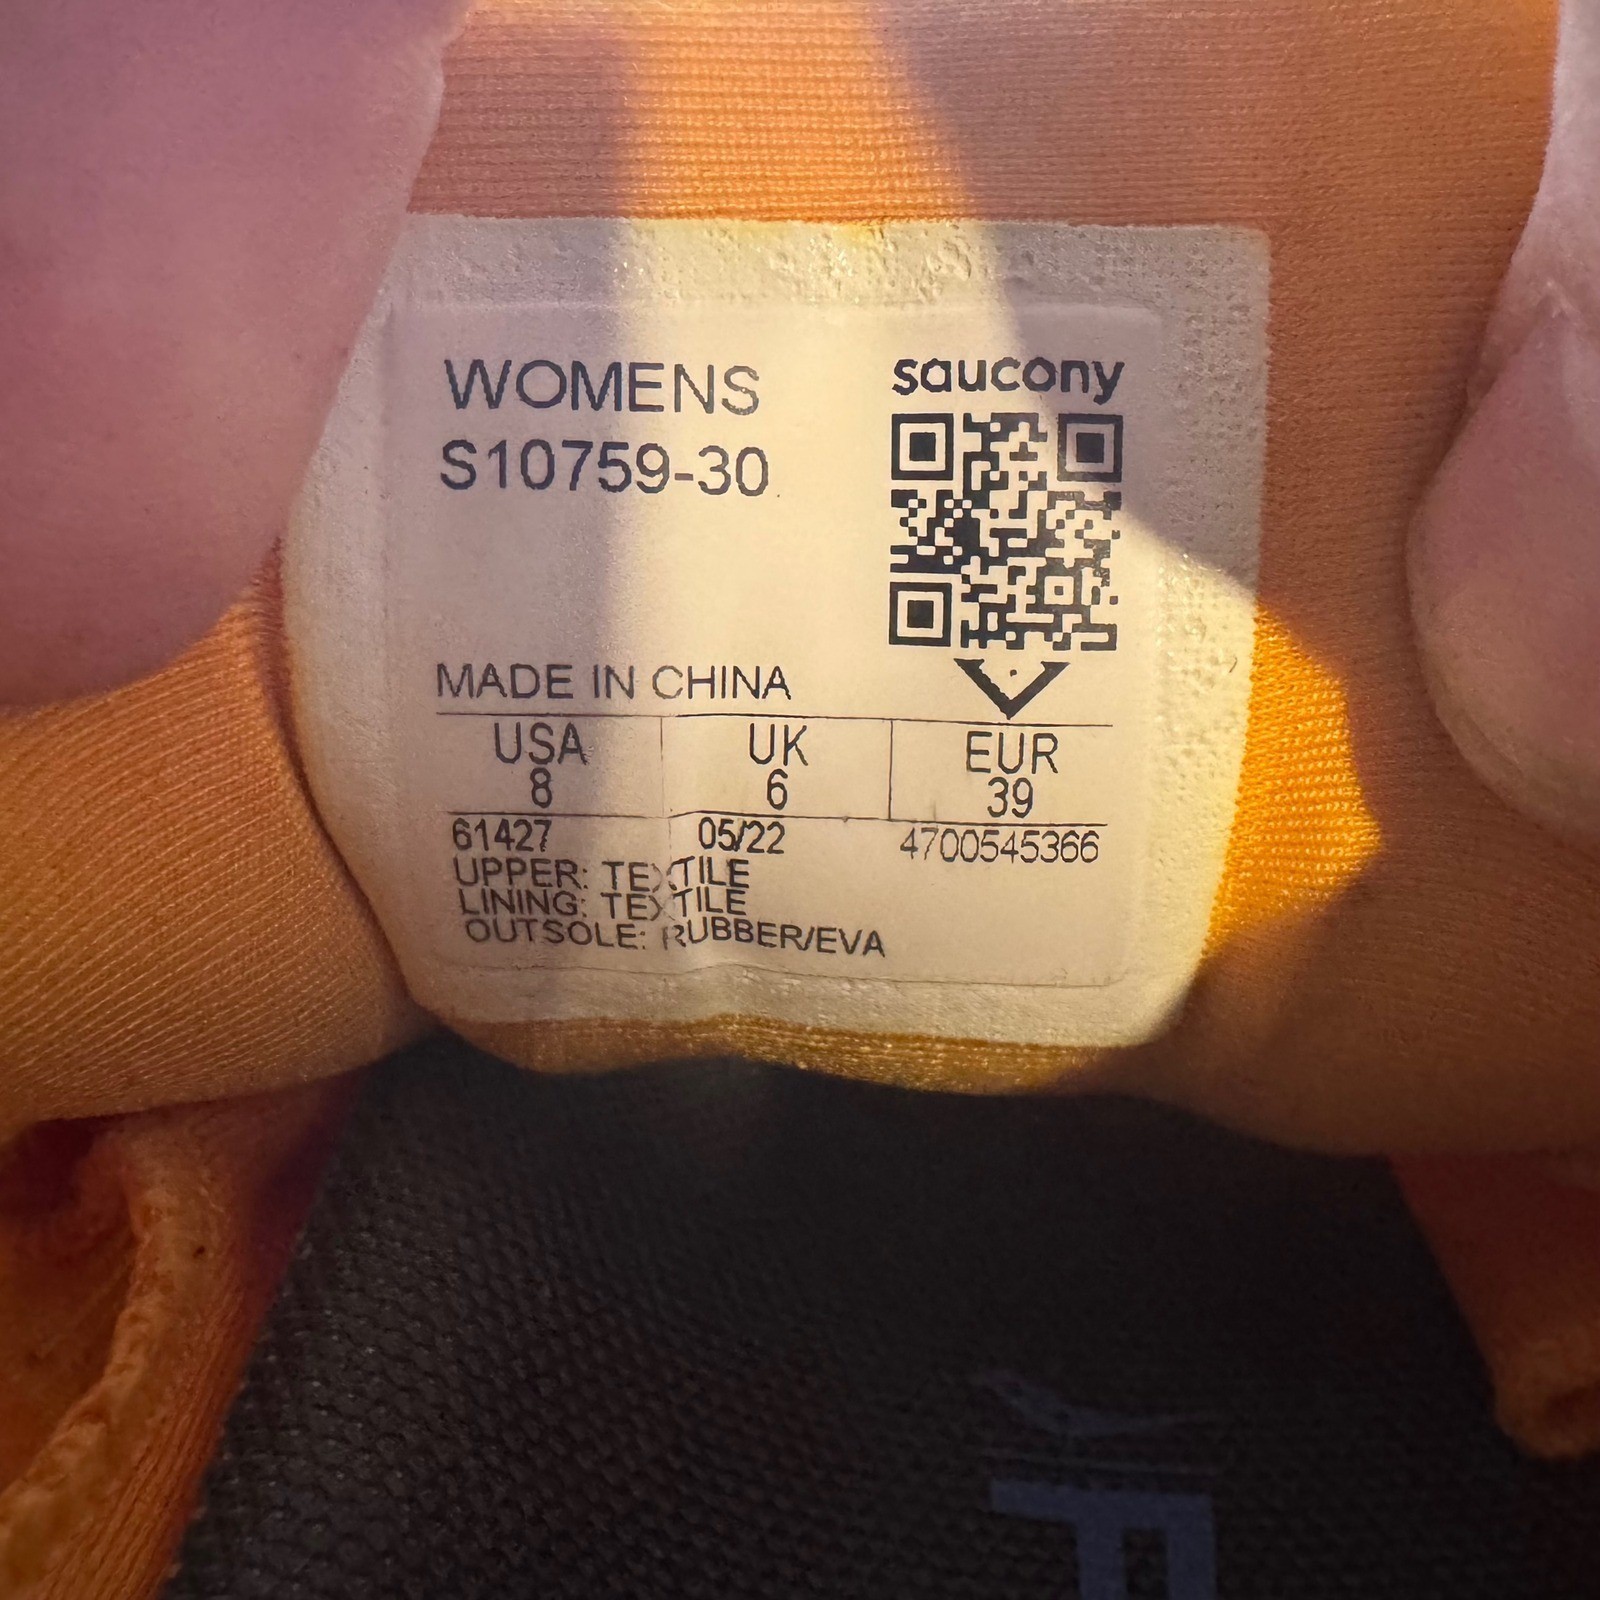 WOMENS
S10759-30
saucony
MADE IN CHINA
USA UK EUR
8 6 39
61427 05/22 4700545366
UPPER: TEXTILE
LINING: TEXTILE
OUTSOLE: RUBBER/EVA